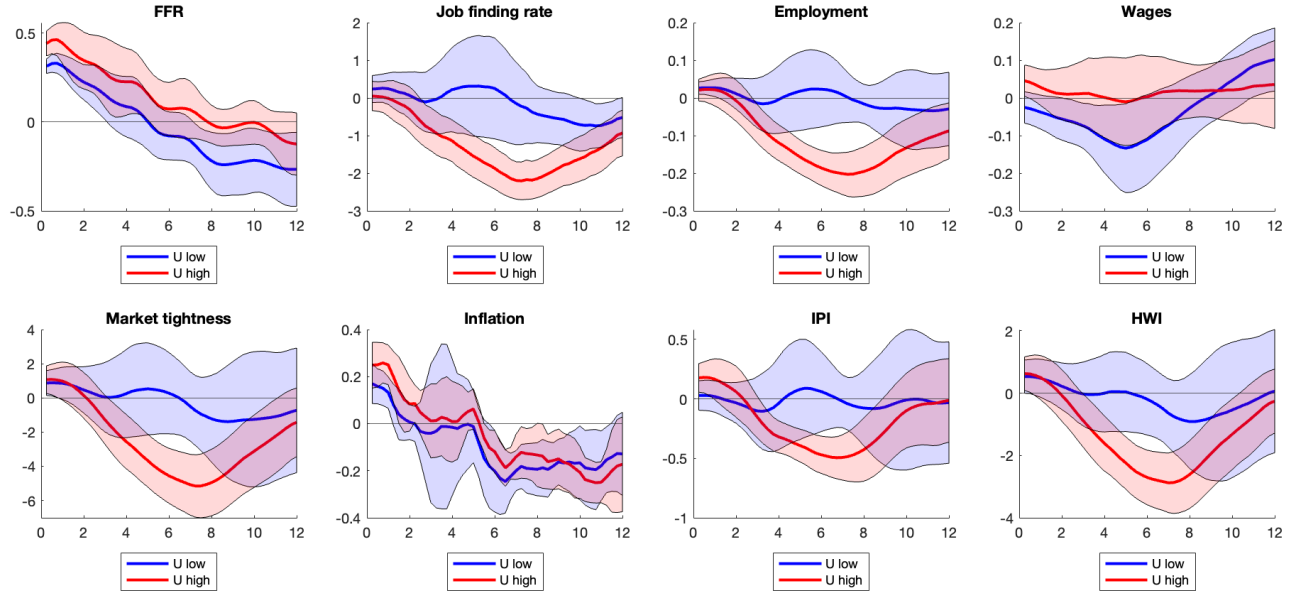 FFR
0.5
0
-0.5
0 2 4 6 8 10 12
U low
U high
Job finding rate
2
1
0
-1
-2
-3
0 2 4 6 8 10 12
U low
U high
Employment
0.2
0.1
0
-0.1
-0.2
-0.3
0 2 4 6 8 10 12
U low
U high
Wages
0.2
0.1
0
-0.1
-0.2
-0.3
0 2 4 6 8 10 12
U low
U high
Market tightness
4
2
0
-2
-4
-6
0 2 4 6 8 10 12
U low
U high
Inflation
0.4
0.2
0
-0.2
-0.4
0 2 4 6 8 10 12
U low
U high
IPI
0.5
0
-0.5
-1
0 2 4 6 8 10 12
U low
U high
HWI
2
0
-2
-4
0 2 4 6 8 10 12
U low
U high